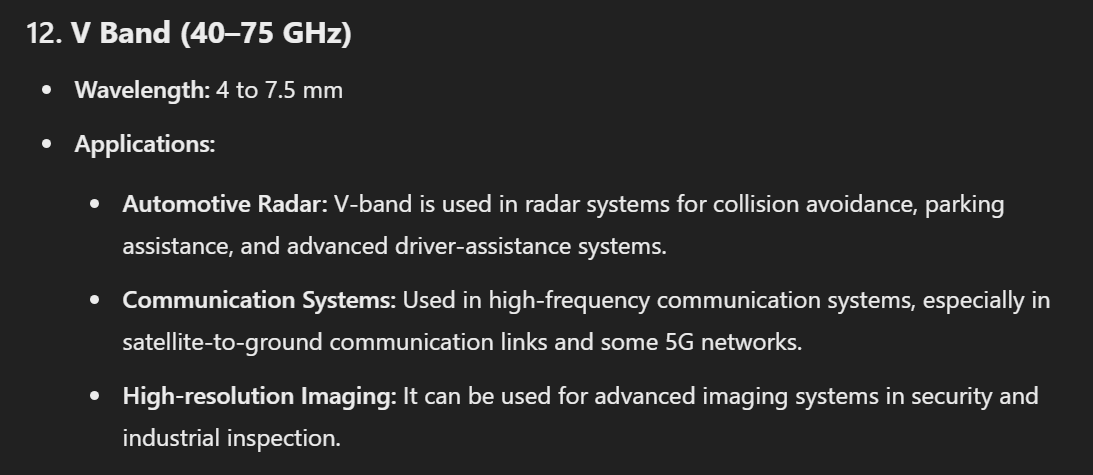 12. V Band (40–75 GHz)
• Wavelength: 4 to 7.5 mm
• Applications:
• Automotive Radar: V-band is used in radar systems for collision avoidance, parking
assistance, and advanced driver-assistance systems.
• Communication Systems: Used in high-frequency communication systems, especially in
satellite-to-ground communication links and some 5G networks.
• High-resolution Imaging: It can be used for advanced imaging systems in security and
industrial inspection.